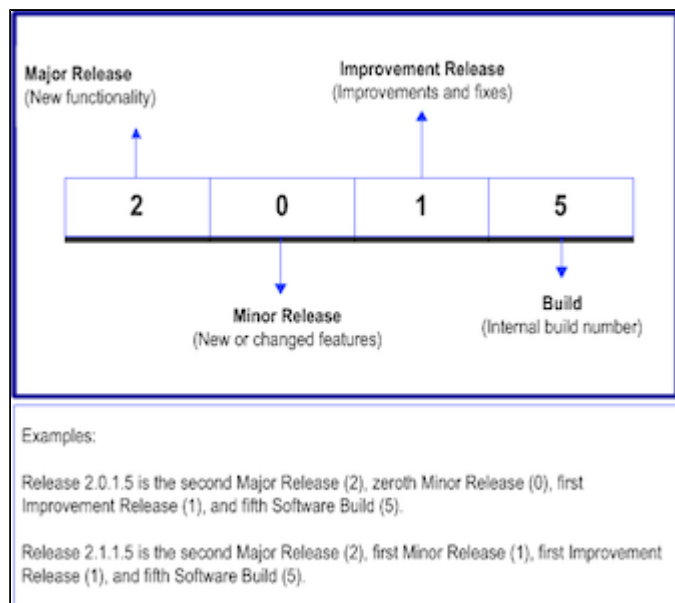 Major Release
(New functionality)
Improvement Release
(Improvements and fixes)
2 0 1 5
Minor Release
(New or changed features)
Build
(Internal build number)
Examples:
Release 2.0.1.5 is the second Major Release (2), zeroth Minor Release (0), first
Improvement Release (1), and fifth Software Build (5).
Release 2.1.1.5 is the second Major Release (2), first Minor Release (1), first Improvement
Release (1), and fifth Software Build (5).